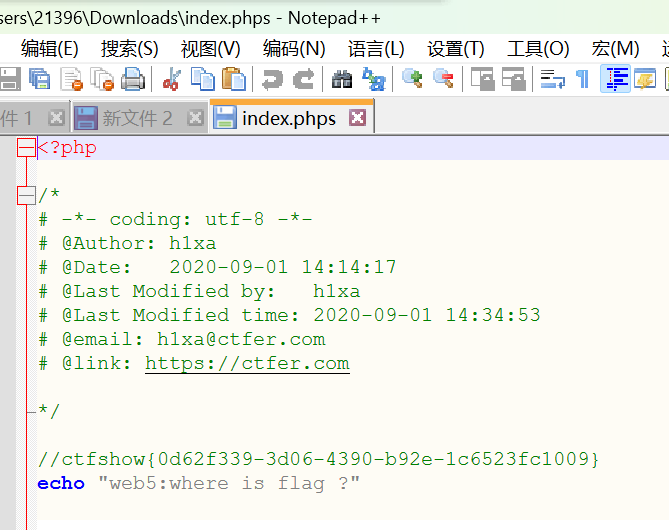 sers\21396\Downloads\index.phps - Notepad++
编辑(E) 搜索(S) 视图(V) 编码(N) 语言(L) 设置(T) 工具(O) 宏(M)
件 1 新文件 2 index.phps
<?php
/*
# -*- coding: utf-8 -*-
# @Author: h1xa
# @Date:   2020-09-01 14:14:17
# @Last Modified by:   h1xa
# @Last Modified time: 2020-09-01 14:34:53
# @email: h1xa@ctfer.com
# @link: https://ctfer.com
*/
//ctfshow{0d62f339-3d06-4390-b92e-1c6523fc1009}
echo "web5:where is flag ?"